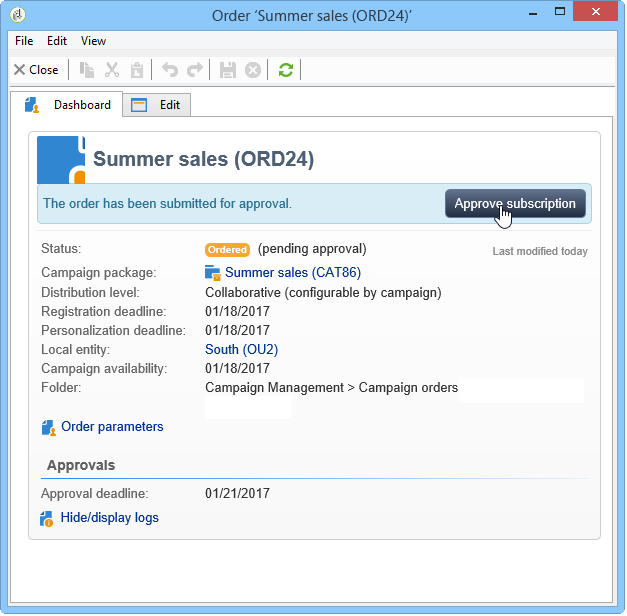 Order ‘Summer sales (ORD24)’
File Edit View
Close
Dashboard Edit
Summer sales (ORD24)
The order has been submitted for approval. Approve subscription
Status: Ordered (pending approval) Last modified today
Campaign package: Summer sales (CAT86)
Distribution level: Collaborative (configurable by campaign)
Registration deadline: 01/18/2017
Personalization deadline: 01/18/2017
Local entity: South (OU2)
Campaign availability: 01/18/2017
Folder: Campaign Management > Campaign orders
Order parameters
Approvals
Approval deadline: 01/21/2017
Hide/display logs